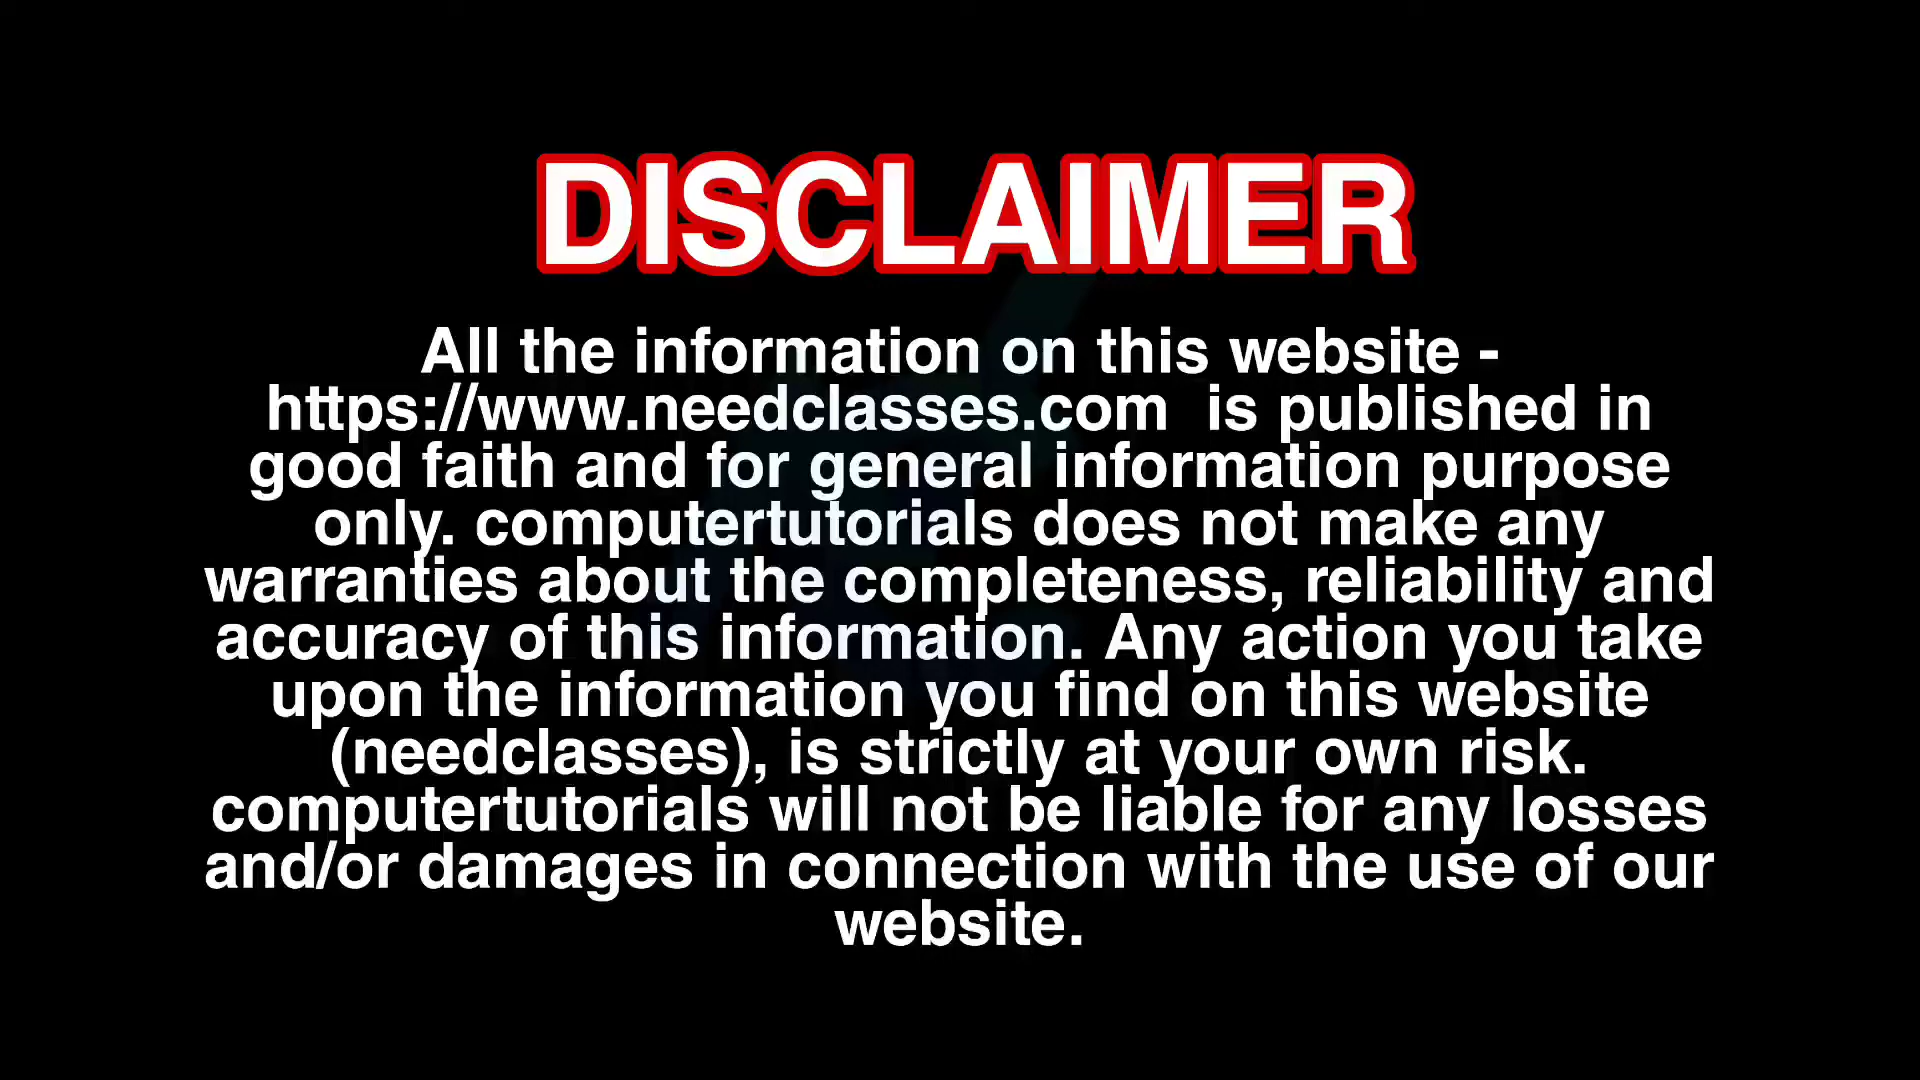 DISCLAIMER
All the information on this website -
https://www.needclasses.com  is published in
good faith and for general information purpose
only. computertutorials does not make any
warranties about the completeness, reliability and
accuracy of this information. Any action you take
upon the information you find on this website
(needclasses), is strictly at your own risk.
computertutorials will not be liable for any losses
and/or damages in connection with the use of our
website.